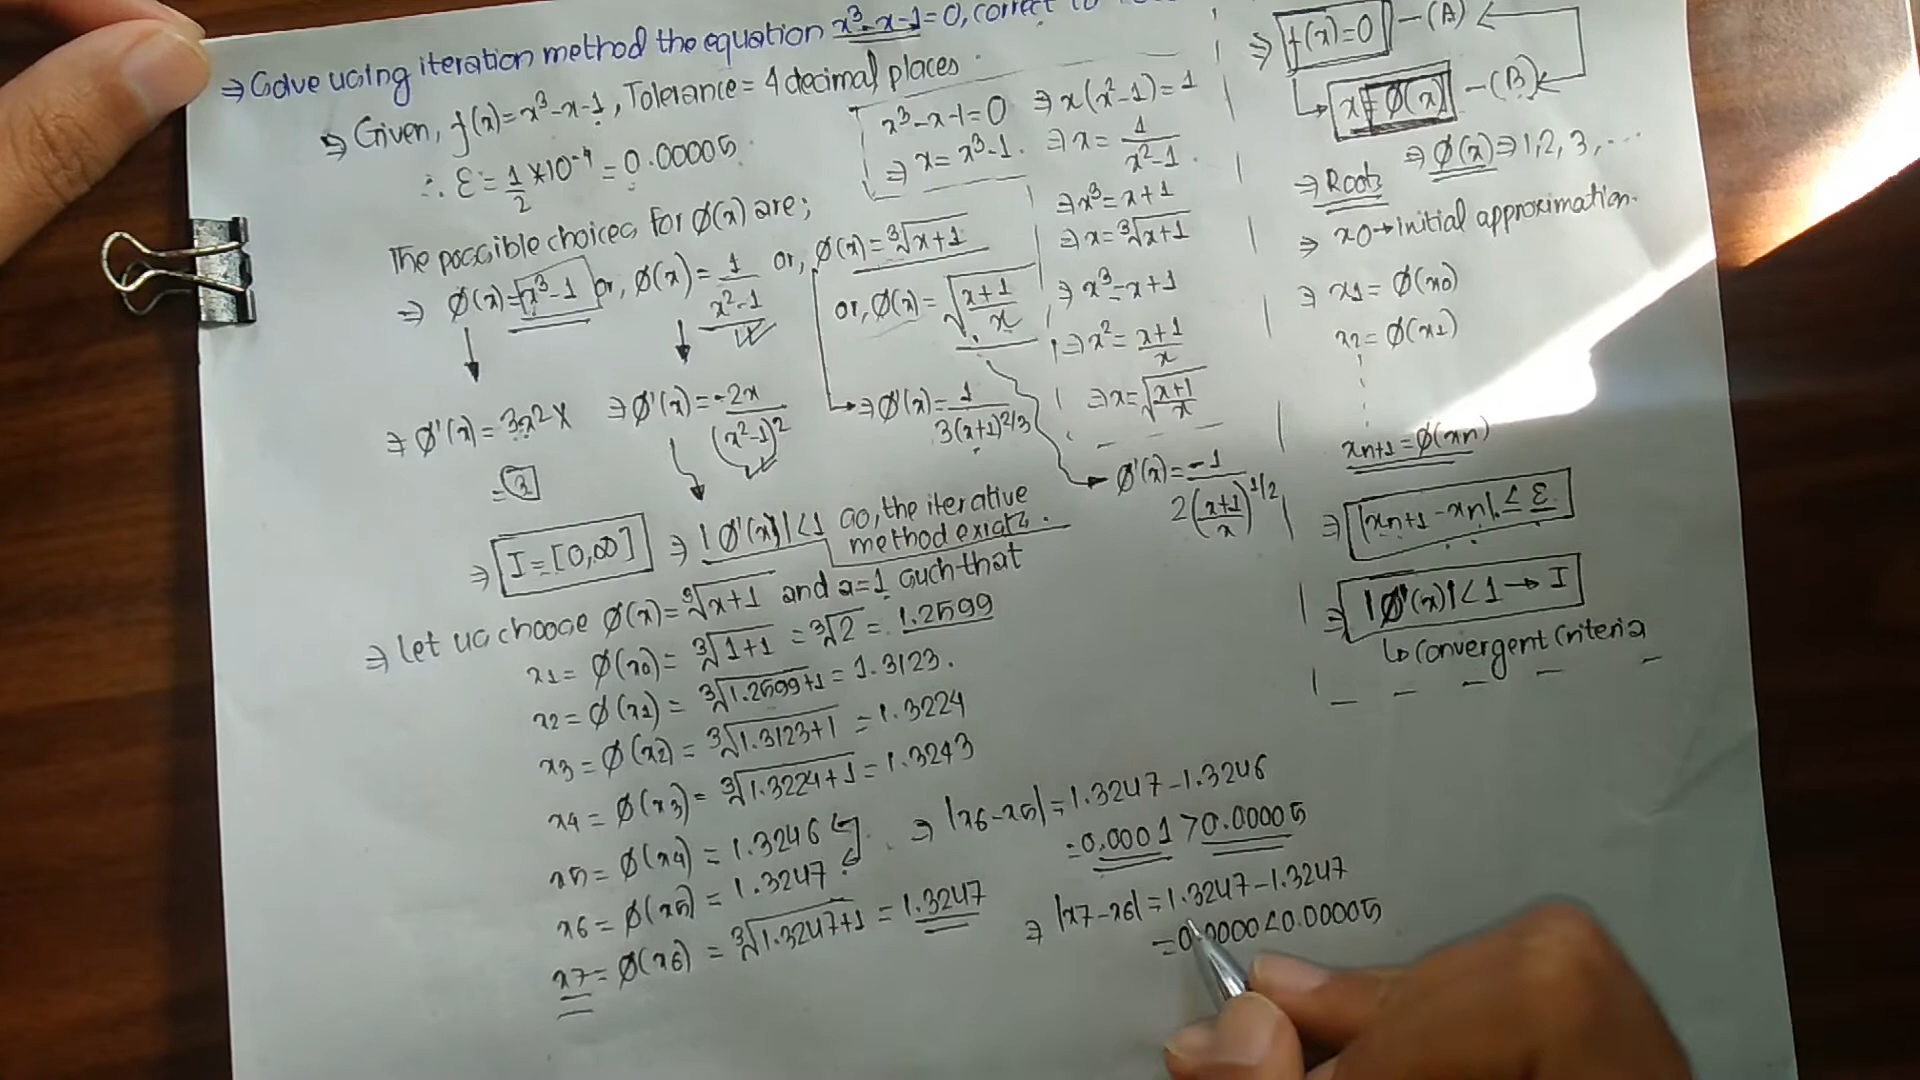 ⇒ Solve using iteration method the equation x³-x-1=0, correct to
⇒ Given, f(x)=x³-x-1, Tolerance = 4 decimal places.
∴ ε = 1/2 × 10⁻⁴ = 0.00005
The possible choices for ø(x) are;
⇒ ø(x)=x³-1 or, ø(x) = 1/(x²-1) or, ø(x) = ∛(x+1)
or, ø(x) = √((x+1)/x)
⇒ ø'(x) = 3x² X ⇒ ø'(x) = -2x/(x²-1)² ⇒ ø'(x) = 1/(3(x+1)^2/3)
ø'(x) = -1/(2((x+1)/x)^1/2)
⇒ I = [0,∞] ⇒ |ø'(x)|<1 so, the iterative
method exists.
⇒ Let us choose ø(x) = ∛(x+1) and a=1 such that
x1 = ø(x0) = ∛(1+1) = ∛2 = 1.2599
x2 = ø(x1) = ∛(1.2599+1) = 1.3123.
x3 = ø(x2) = ∛(1.3123+1) = 1.3224
x4 = ø(x3) = ∛(1.3224+1) = 1.3243
x5 = ø(x4) = 1.3246
x6 = ø(x5) = 1.3247
x7 = ø(x6) = ∛(1.3247+1) = 1.3247
⇒ |x6-x5| = 1.3247-1.3246
= 0.0001 > 0.00005
⇒ |x7-x6| = 1.3247-1.3247
= 0.0000 < 0.00005
x³-x-1=0 ⇒ x(x²-1)=1
⇒ x=x³-1. ⇒ x = 1/(x²-1).
⇒ x³ = x+1
⇒ x = ∛(x+1)
⇒ x³=x+1
⇒ x² = (x+1)/x
⇒ x = √((x+1)/x)
⇒ f(x)=0 -(A)
x = ø(x) -(B)
⇒ ø(x) ⇒ 1,2,3,...
⇒ Roots
⇒ x0 → initial approximation.
⇒ x1 = ø(x0)
x2 = ø(x1)
xn+1 = ø(xn)
⇒ |xn+1 - xn| ≤ ε
⇒ |ø'(x)|<1 → I
↳ Convergent Criteria